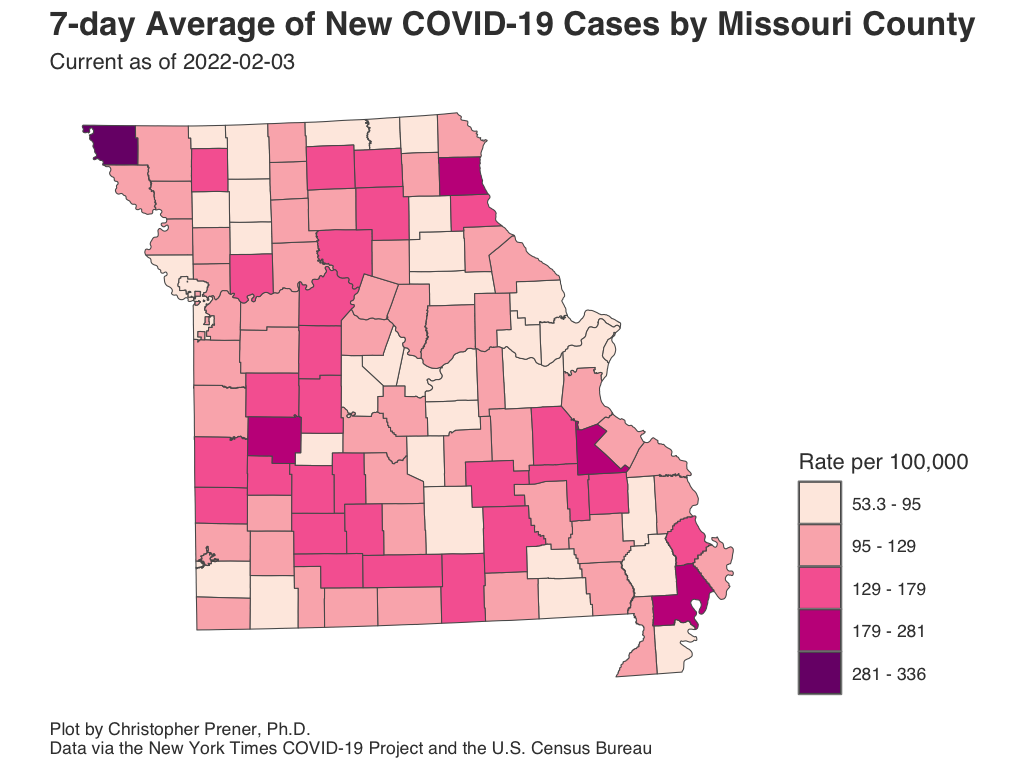 7-day Average of New COVID-19 Cases by Missouri County
Current as of 2022-02-03
Rate per 100,000
53.3 - 95
95 - 129
129 - 179
179 - 281
281 - 336
Plot by Christopher Prener, Ph.D.
Data via the New York Times COVID-19 Project and the U.S. Census Bureau